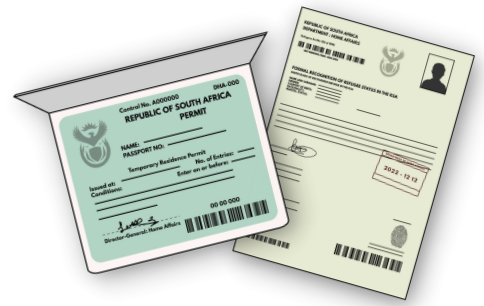 Control No. A000000
DHA-000
REPUBLIC OF SOUTH AFRICA
PERMIT
NAME:
PASSPORT NO:
Temporary Residence Permit
Issued at:
No. of Entries:
Conditions:
Enter on or before:
00 00 000
Director-General: Home Affairs
REPUBLIC OF SOUTH AFRICA
DEPARTMENT: HOME AFFAIRS
FORMAL RECOGNITION OF REFUGEE STATUS IN THE RSA
2022 - 12 12